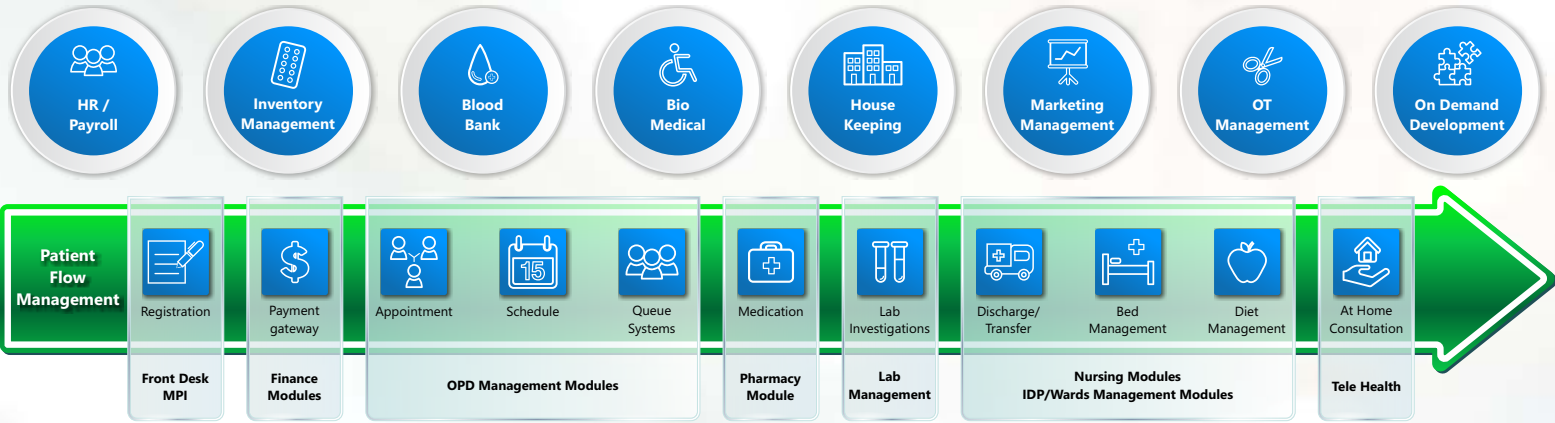 HR /
Payroll
Inventory
Management
Blood
Bank
Bio
Medical
House
Keeping
Marketing
Management
OT
Management
On Demand
Development
Patient
Flow
Management
Registration
Payment
gateway
Appointment
15
Schedule
Queue
Systems
Medication
Lab
Investigations
Discharge/
Transfer
Bed
Management
Diet
Management
At Home
Consultation
Front Desk
MPI
Finance
Modules
OPD Management Modules
Pharmacy
Module
Lab
Management
Nursing Modules
IDP/Wards Management Modules
Tele Health